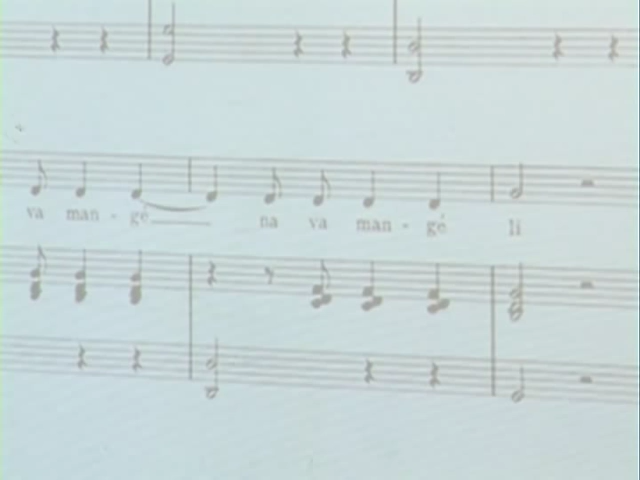 va man - gé na va man - gé li